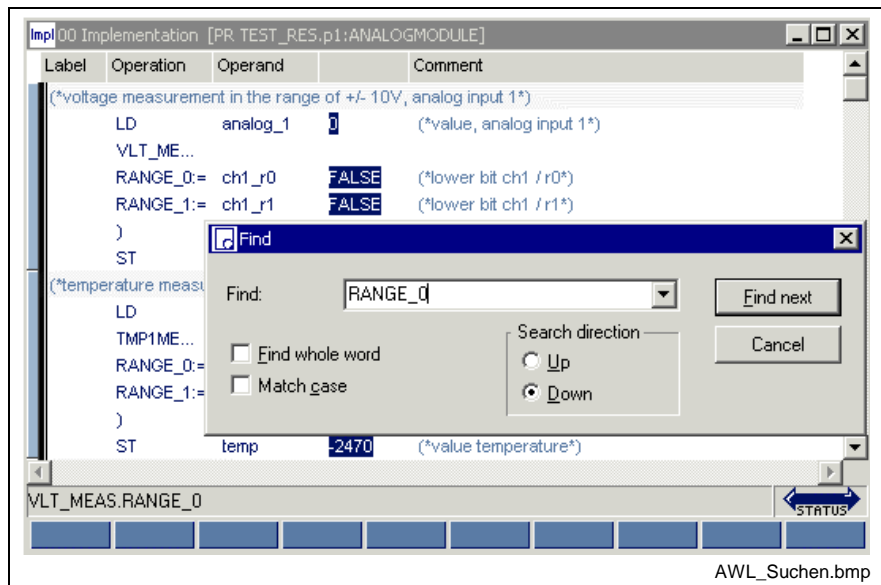 Impl 00 Implementation [PR TEST_RES.p1:ANALOGMODULE]
Label Operation Operand Comment
(*voltage measurement in the range of +/- 10V, analog input 1*)
LD analog_1 0 (*value, analog input 1*)
VLT_ME...
RANGE_0:= ch1_r0 FALSE (*lower bit ch1 / r0*)
RANGE_1:= ch1_r1 FALSE (*lower bit ch1 / r1*)
)
ST
(*temperature measu
LD
TMP1ME...
RANGE_0:=
RANGE_1:=
)
ST temp -2470 (*value temperature*)
Find
Find: RANGE_0 Find next
Find whole word
Match case
Search direction
Up
Down
Cancel
VLT_MEAS.RANGE_0
STATUS
AWL_Suchen.bmp